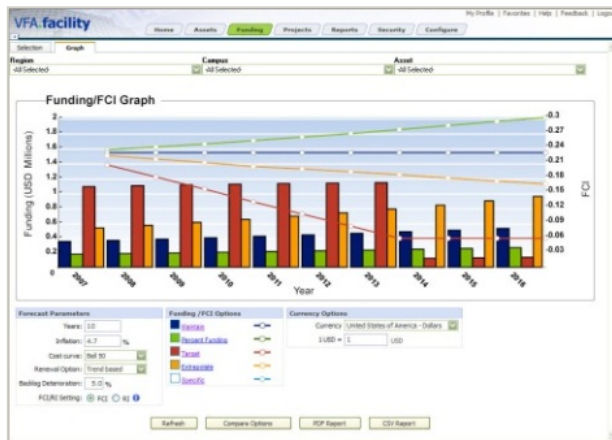 My Profile | Favorites | Help | Feedback | Logout
VFA.facility
Home Assets Funding Projects Reports Security Configure
Selection Graph
Region Campus Asset
-All Selected- -All Selected- -All Selected-
Funding/FCI Graph
Funding (USD Millions)
2
1.8
1.6
1.4
1.2
1
0.8
0.6
0.4
0.2
0
-0.3
-0.27
-0.24
-0.21
-0.18
-0.15
-0.12
-0.09
-0.06
-0.03
FCI
2007 2008 2009 2010 2011 2012 2013 2014 2015 2016
Year
Forecast Parameters
Years: 10
Inflation: 4.7 %
Cost curve: Bell 50
Renewal Option: Trend based
Backlog Deterioration: 5.0 %
FCI/RI Setting: FCI RI
Funding /FCI Options
Maintain
Percent Funding
Target
Extrapolate
Specific
Currency Options
Currency United States of America - Dollars
1 USD = 1 USD
Refresh Compare Options PDF Report CSV Report